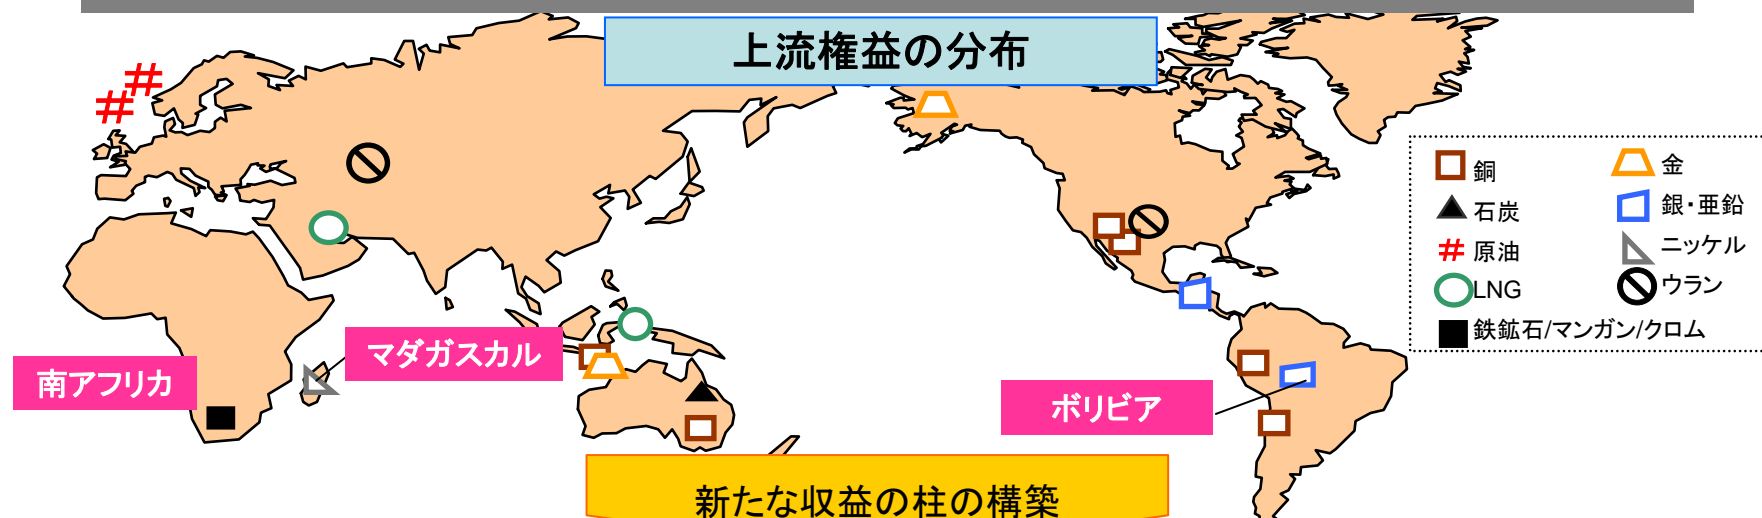 上流権益の分布
銅
金
石炭
銀・亜鉛
原油
ニッケル
LNG
ウラン
鉄鉱石/マンガン/クロム
マダガスカル
南アフリカ
ボリビア
新たな収益の柱の構築